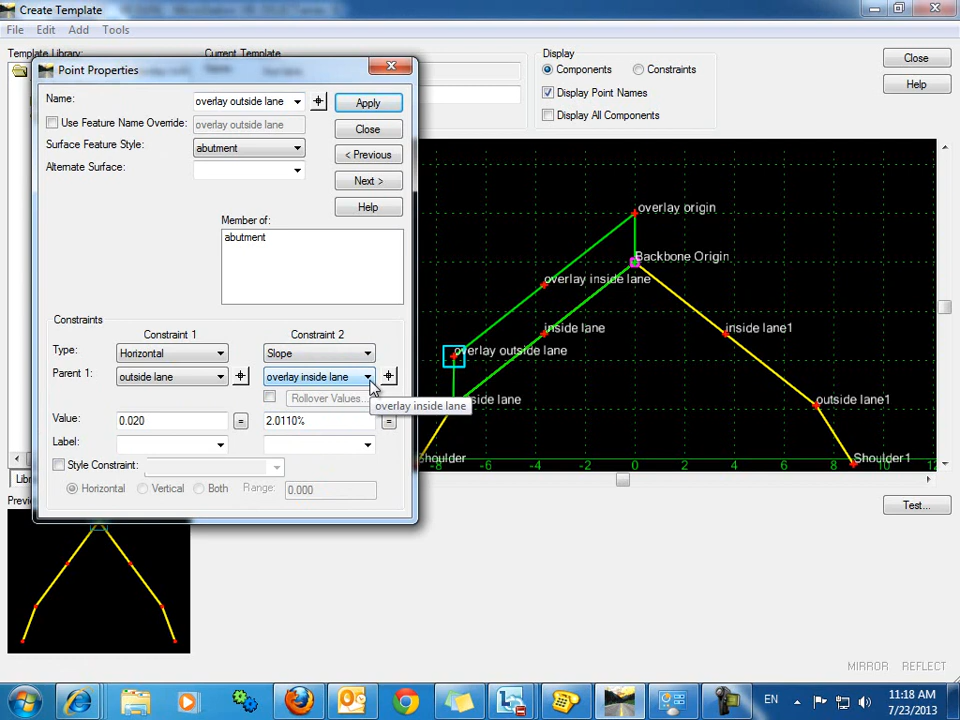 Create Template
File Edit Add Tools
Template Library:
Current Template
Name:
Display
Components
Constraints
Display Point Names
Display All Components
Close
Help
Point Properties
Name:
overlay outside lane
Apply
Use Feature Name Override:
overlay outside lane
Close
Surface Feature Style:
abutment
< Previous
Alternate Surface:
Next >
Help
Member of:
abutment
Constraints
Constraint 1
Constraint 2
Type:
Horizontal
Slope
Parent 1:
outside lane
overlay inside lane
Rollover Values...
overlay inside lane
Value:
0.020
=
2.0110%
=
Label:
Style Constraint:
Horizontal
Vertical
Both
Range:
0.000
overlay origin
Backbone Origin
overlay inside lane
inside lane
inside lane1
overlay outside lane
side lane
outside lane1
Shoulder
Shoulder1
-8 -6 -4 -2 0 2 4 6 8 10 12
Test...
MIRROR REFLECT
EN
11:18 AM
7/23/2013